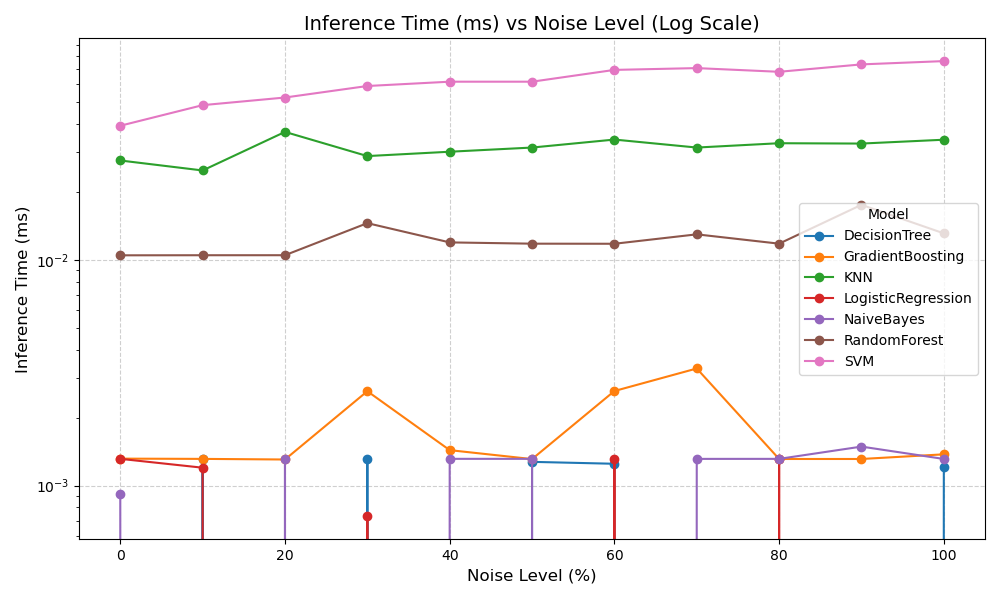 Inference Time (ms) vs Noise Level (Log Scale)
Inference Time (ms)
10⁻²
10⁻³
Model
DecisionTree
GradientBoosting
KNN
LogisticRegression
NaiveBayes
RandomForest
SVM
0 20 40 60 80 100
Noise Level (%)